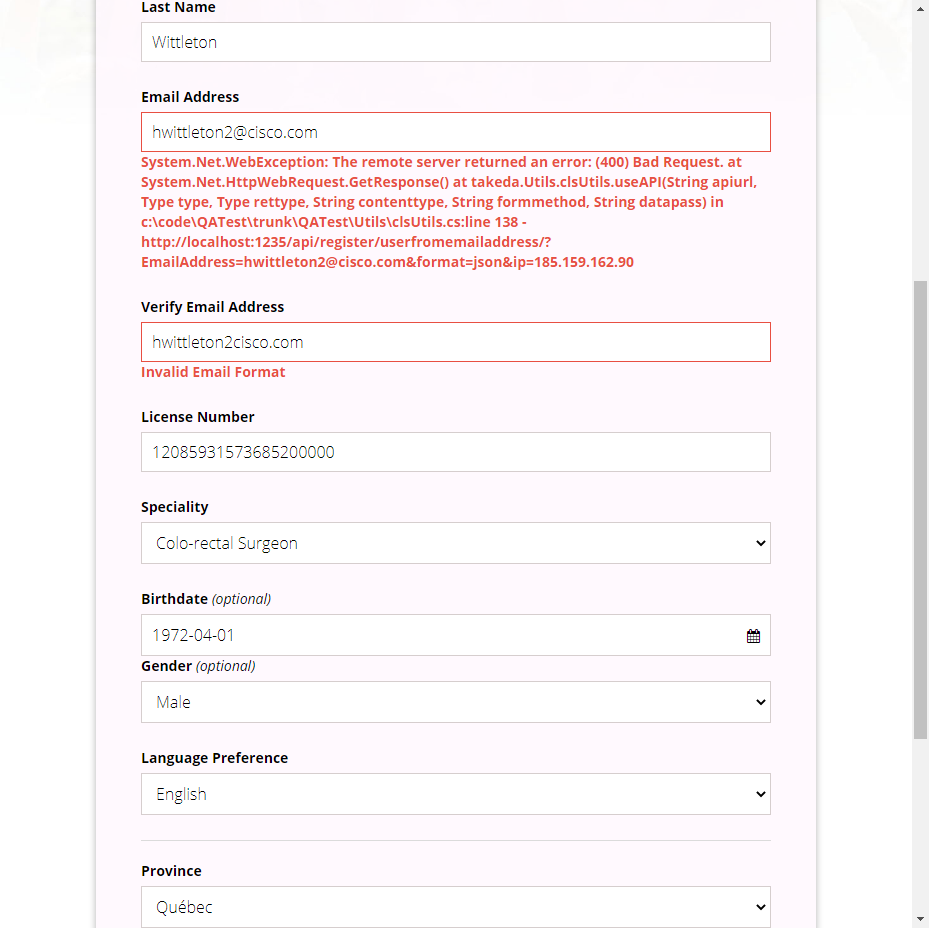 Last Name
Wittleton
Email Address
hwittleton2@cisco.com
System.Net.WebException: The remote server returned an error: (400) Bad Request. at
System.Net.HttpWebRequest.GetResponse() at takeda.Utils.clsUtils.useAPI(String apiurl,
Type type, Type rettype, String contenttype, String formmethod, String datapass) in
c:\code\QATest\trunk\QATest\Utils\clsUtils.cs:line 138 -
http://localhost:1235/api/register/userfromemailaddress/?
EmailAddress=hwittleton2@cisco.com&format=json&ip=185.159.162.90
Verify Email Address
hwittleton2cisco.com
Invalid Email Format
License Number
12085931573685200000
Speciality
Colo-rectal Surgeon
Birthdate (optional)
1972-04-01
Gender (optional)
Male
Language Preference
English
Province
Québec